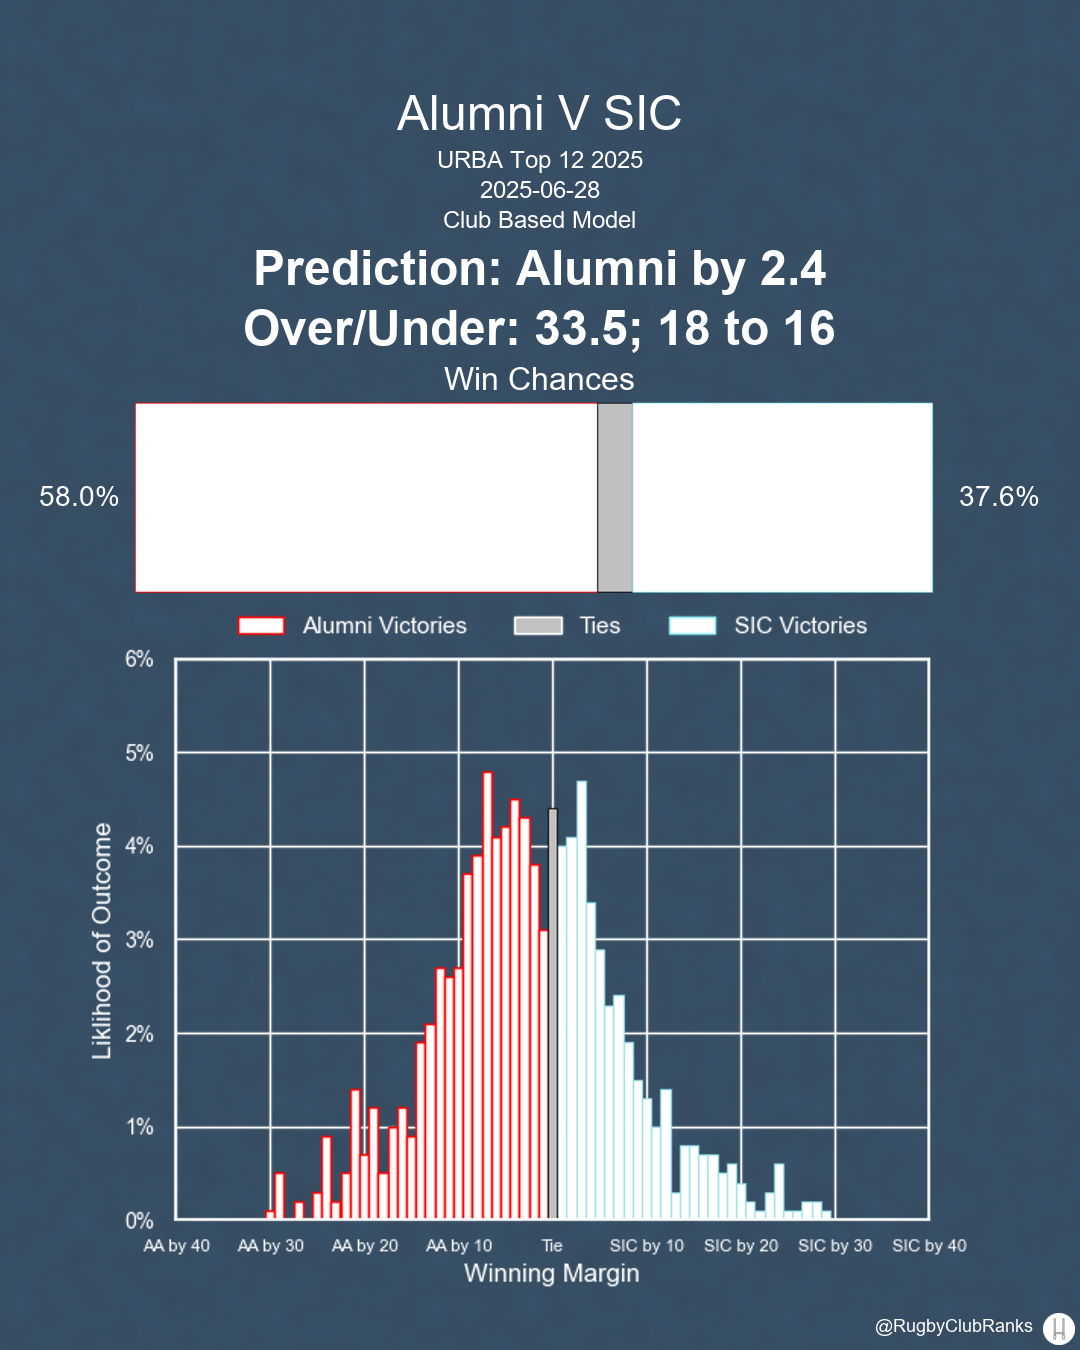 Alumni V SIC
URBA Top 12 2025
2025-06-28
Club Based Model
Prediction: Alumni by 2.4
Over/Under: 33.5; 18 to 16
Win Chances
58.0%
37.6%
Alumni Victories Ties SIC Victories
6%
5%
4%
3%
2%
1%
0%
Liklihood of Outcome
AA by 40 AA by 30 AA by 20 AA by 10 Tie SIC by 10 SIC by 20 SIC by 30 SIC by 40
Winning Margin
@RugbyClubRanks